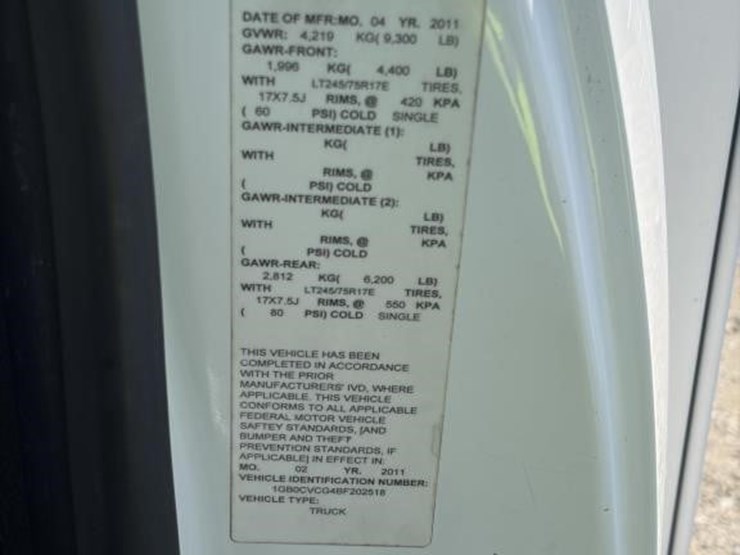 DATE OF MFR:MO. 04 YR. 2011
GVWR: 4,219 KG( 9,300 LB)
GAWR-FRONT:
1,996 KG( 4,400 LB)
WITH LT245/75R17E TIRES,
17X7.5J RIMS, @ 420 KPA
( 60 PSI) COLD SINGLE
GAWR-INTERMEDIATE (1):
KG( LB)
WITH TIRES,
RIMS, @ KPA
( PSI) COLD
GAWR-INTERMEDIATE (2):
KG( LB)
WITH TIRES,
RIMS, @ KPA
( PSI) COLD
GAWR-REAR:
2,812 KG( 6,200 LB)
WITH LT245/75R17E TIRES,
17X7.5J RIMS, @ 550 KPA
( 80 PSI) COLD SINGLE
THIS VEHICLE HAS BEEN
COMPLETED IN ACCORDANCE
WITH THE PRIOR
MANUFACTURERS' IVD, WHERE
APPLICABLE. THIS VEHICLE
CONFORMS TO ALL APPLICABLE
FEDERAL MOTOR VEHICLE
SAFTEY STANDARDS, [AND
BUMPER AND THEFT
PREVENTION STANDARDS, IF
APPLICABLE] IN EFFECT IN:
MO. 02 YR. 2011
VEHICLE IDENTIFICATION NUMBER:
1GB0CVCG4BF202518
VEHICLE TYPE:
TRUCK